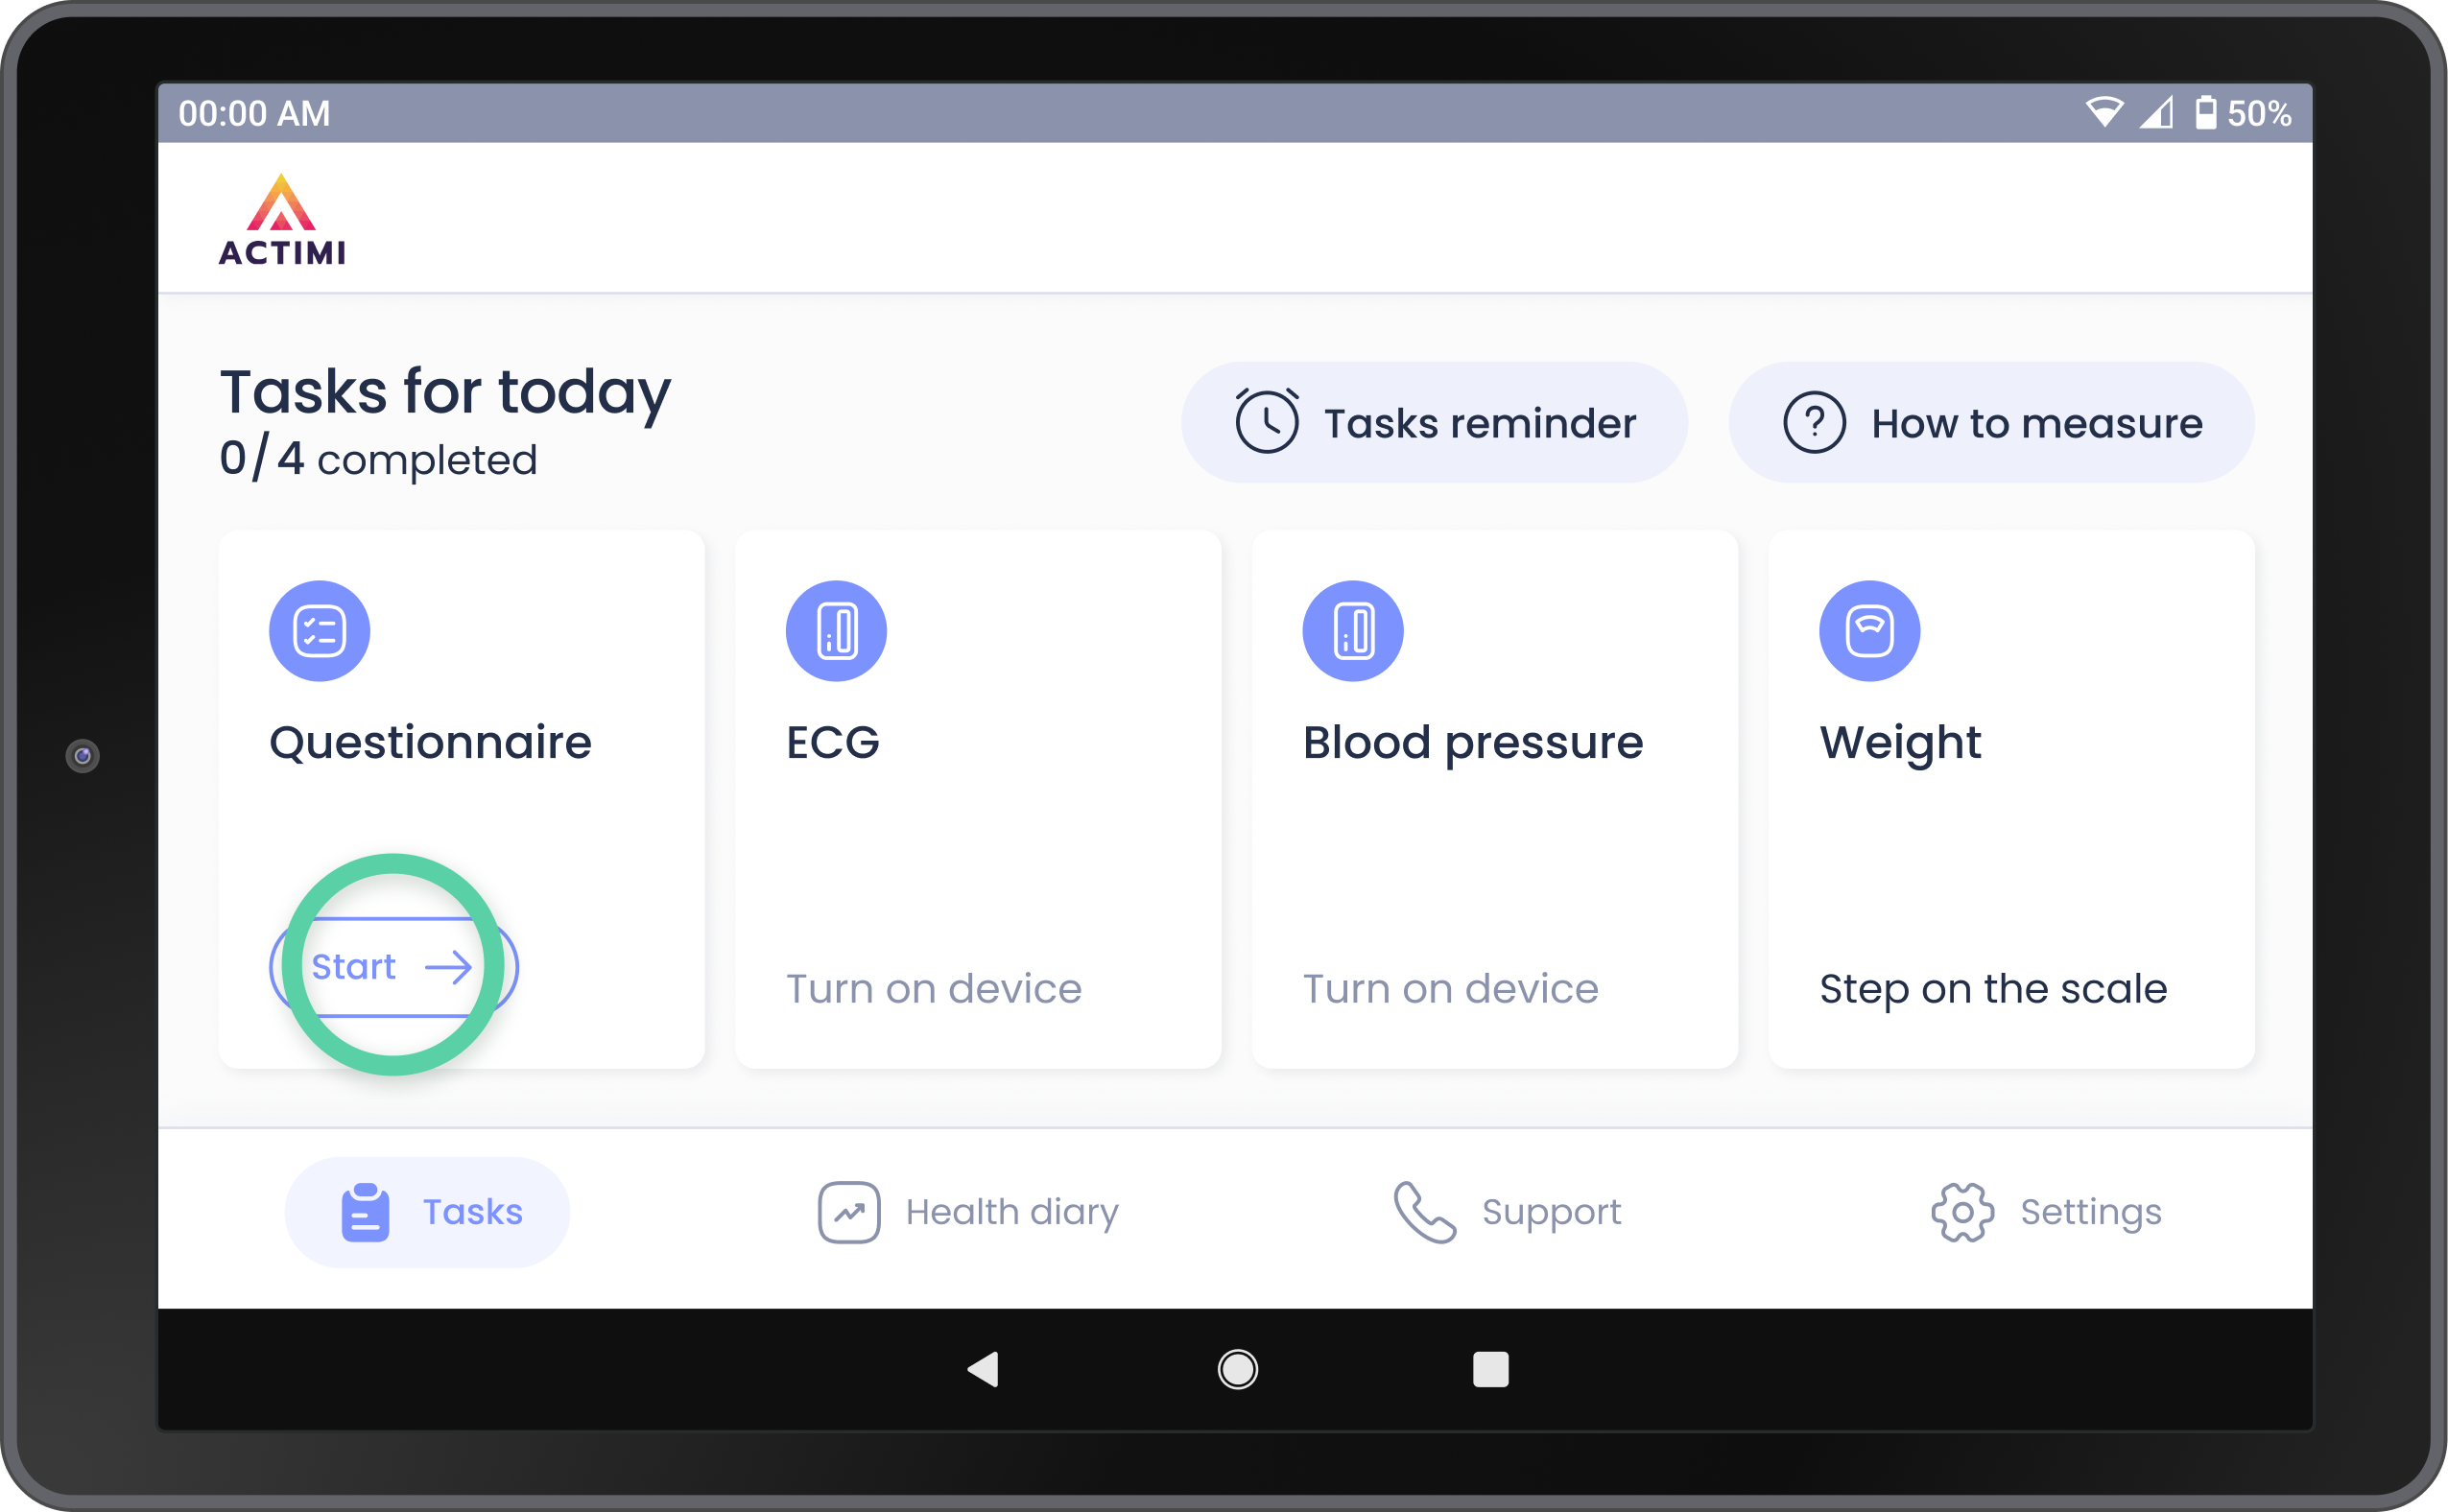 00:00 AM
50%
ACTIMI
Tasks for today
0/4 completed
Tasks reminder
How to measure
Questionnaire
Start
ECG
Turn on device
Blood pressure
Turn on device
Weight
Step on the scale
Tasks
Health diary
Support
Settings